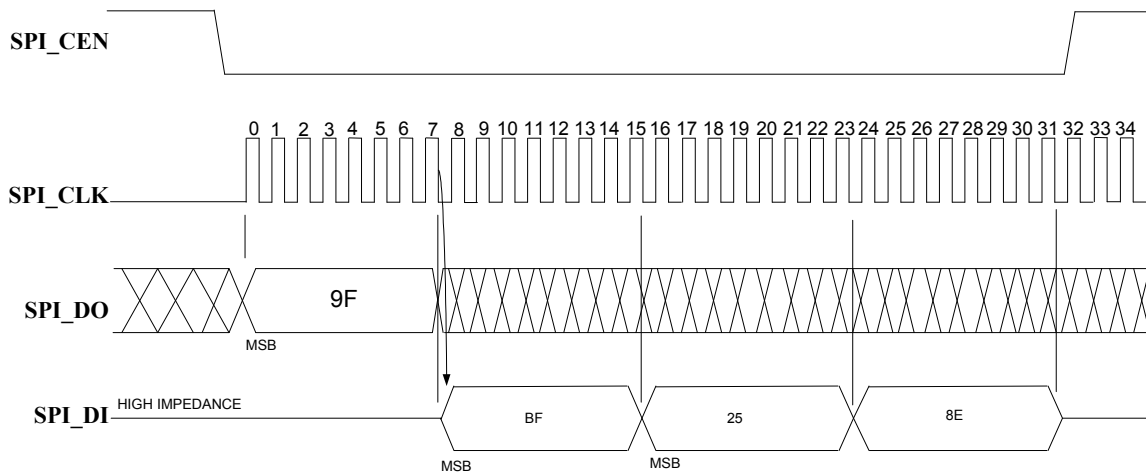 SPI_CEN
0 1 2 3 4 5 6 7 8 9 10 11 12 13 14 15 16 17 18 19 20 21 22 23 24 25 26 27 28 29 30 31 32 33 34
SPI_CLK
9F
SPI_DO
MSB
HIGH IMPEDANCE
SPI_DI
BF 25 8E
MSB MSB